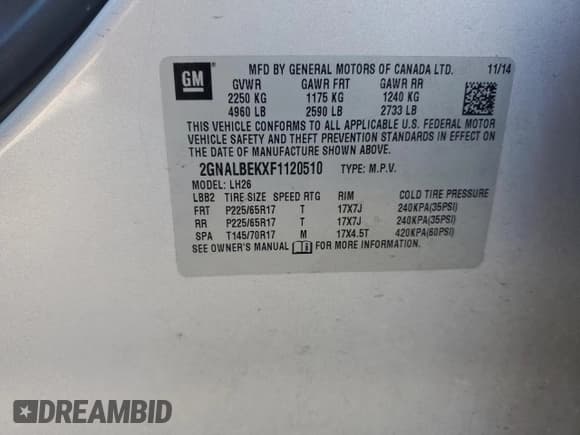 GM
MFD BY GENERAL MOTORS OF CANADA LTD. 11/14
GVWR GAWR FRT GAWR RR
2250 KG 1175 KG 1240 KG
4960 LB 2590 LB 2733 LB
THIS VEHICLE CONFORMS TO ALL APPLICABLE U.S. FEDERAL MOTOR
VEHICLE SAFETY AND THEFT PREVENTION STANDARDS IN EFFECT ON
THE DATE OF MANUFACTURE SHOWN ABOVE.
2GNALBEKXF1120510 TYPE: M.P.V.
MODEL: LH26
LBB2 TIRE SIZE SPEED RTG RIM COLD TIRE PRESSURE
FRT P225/65R17 T 17X7J 240KPA(35PSI)
RR P225/65R17 T 17X7J 240KPA(35PSI)
SPA T145/70R17 M 17X4.5T 420KPA(60PSI)
SEE OWNER'S MANUAL FOR MORE INFORMATION.
DREAMBID